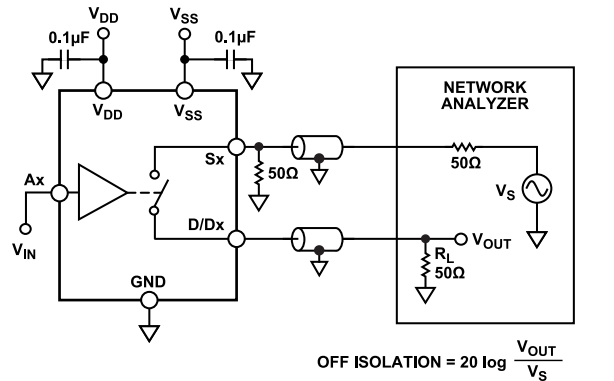 V_DD
V_SS
0.1µF
0.1µF
V_DD
V_SS
NETWORK
ANALYZER
Sx
50Ω
50Ω
V_S
Ax
V_IN
D/Dx
V_OUT
R_L
50Ω
GND
OFF ISOLATION = 20 log V_OUT / V_S